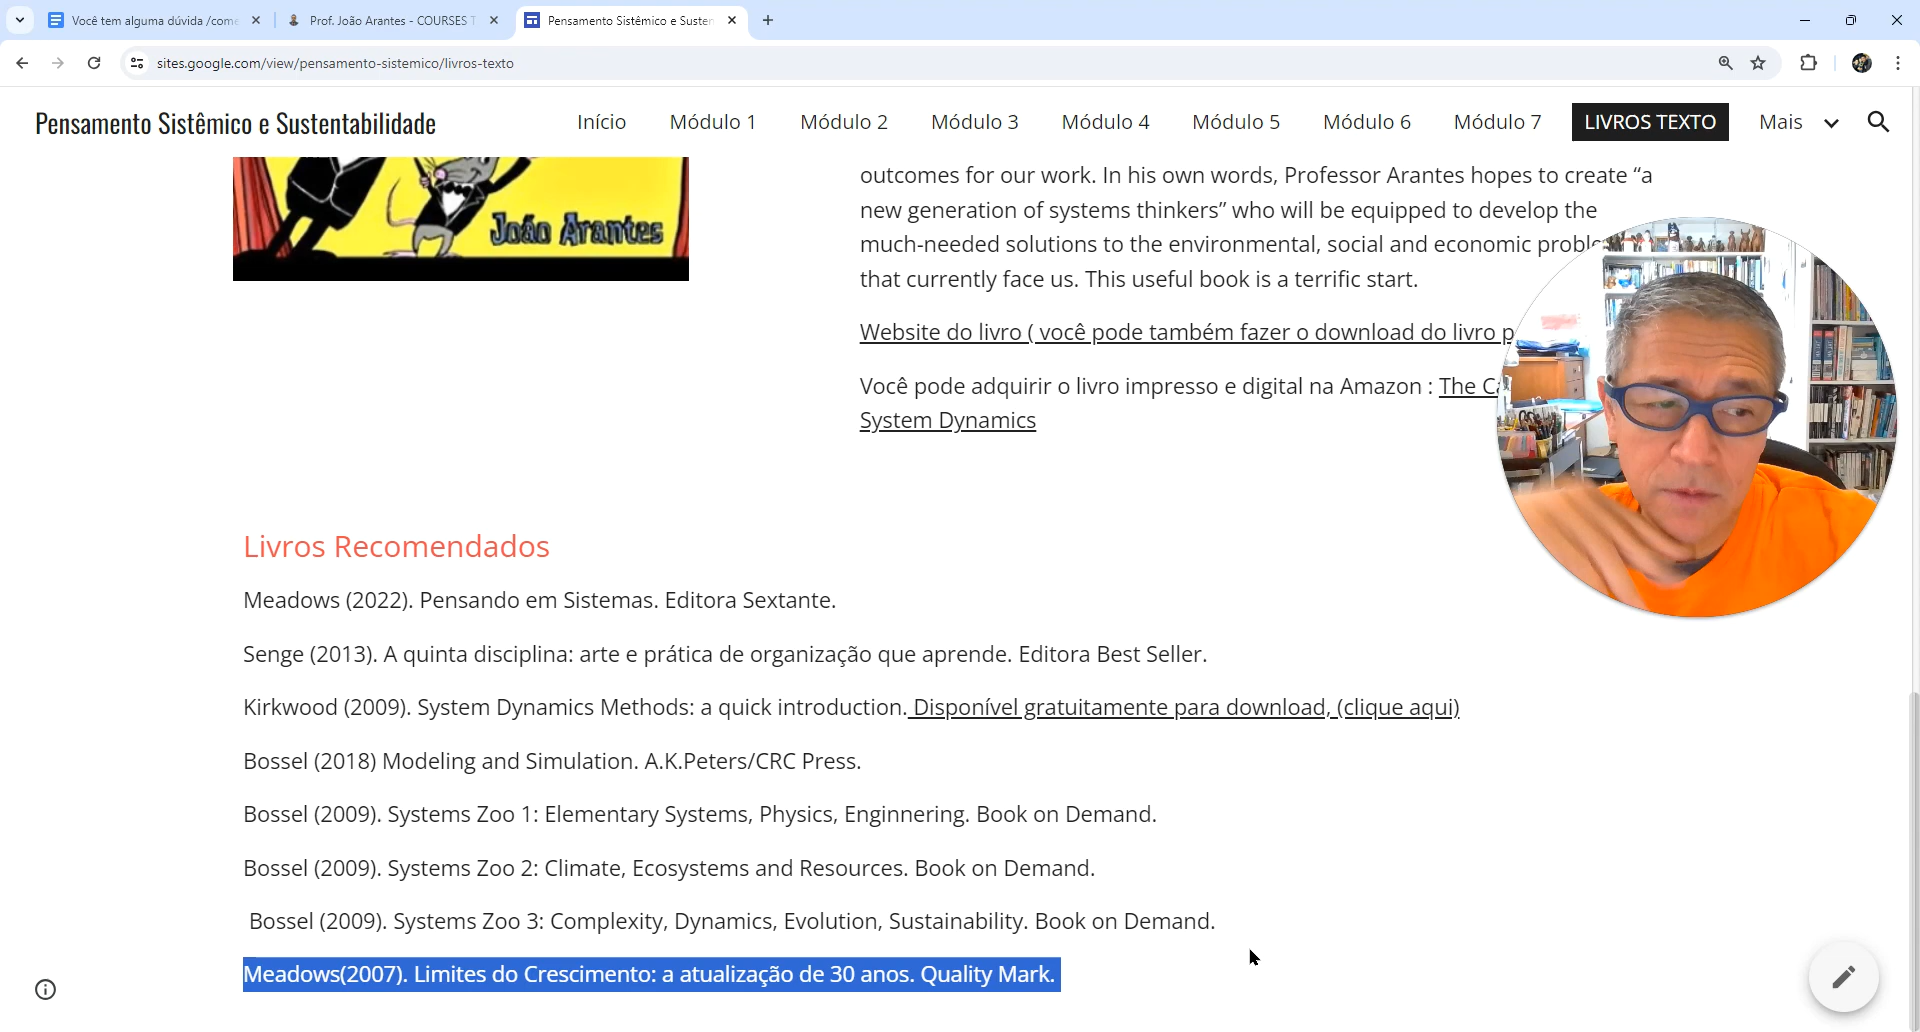 Você tem alguma dúvida /come
Prof. João Arantes - COURSES T
Pensamento Sistêmico e Susten
sites.google.com/view/pensamento-sistemico/livros-texto
Pensamento Sistêmico e Sustentabilidade
Início
Módulo 1
Módulo 2
Módulo 3
Módulo 4
Módulo 5
Módulo 6
Módulo 7
LIVROS TEXTO
Mais
João Arantes
outcomes for our work. In his own words, Professor Arantes hopes to create “a
new generation of systems thinkers” who will be equipped to develop the
much-needed solutions to the environmental, social and economic proble
that currently face us. This useful book is a terrific start.
Website do livro ( você pode também fazer o download do livro p
Você pode adquirir o livro impresso e digital na Amazon : The Ca
System Dynamics
Livros Recomendados
Meadows (2022). Pensando em Sistemas. Editora Sextante.
Senge (2013). A quinta disciplina: arte e prática de organização que aprende. Editora Best Seller.
Kirkwood (2009). System Dynamics Methods: a quick introduction. Disponível gratuitamente para download, (clique aqui)
Bossel (2018) Modeling and Simulation. A.K.Peters/CRC Press.
Bossel (2009). Systems Zoo 1: Elementary Systems, Physics, Enginnering. Book on Demand.
Bossel (2009). Systems Zoo 2: Climate, Ecosystems and Resources. Book on Demand.
Bossel (2009). Systems Zoo 3: Complexity, Dynamics, Evolution, Sustainability. Book on Demand.
Meadows(2007). Limites do Crescimento: a atualização de 30 anos. Quality Mark.